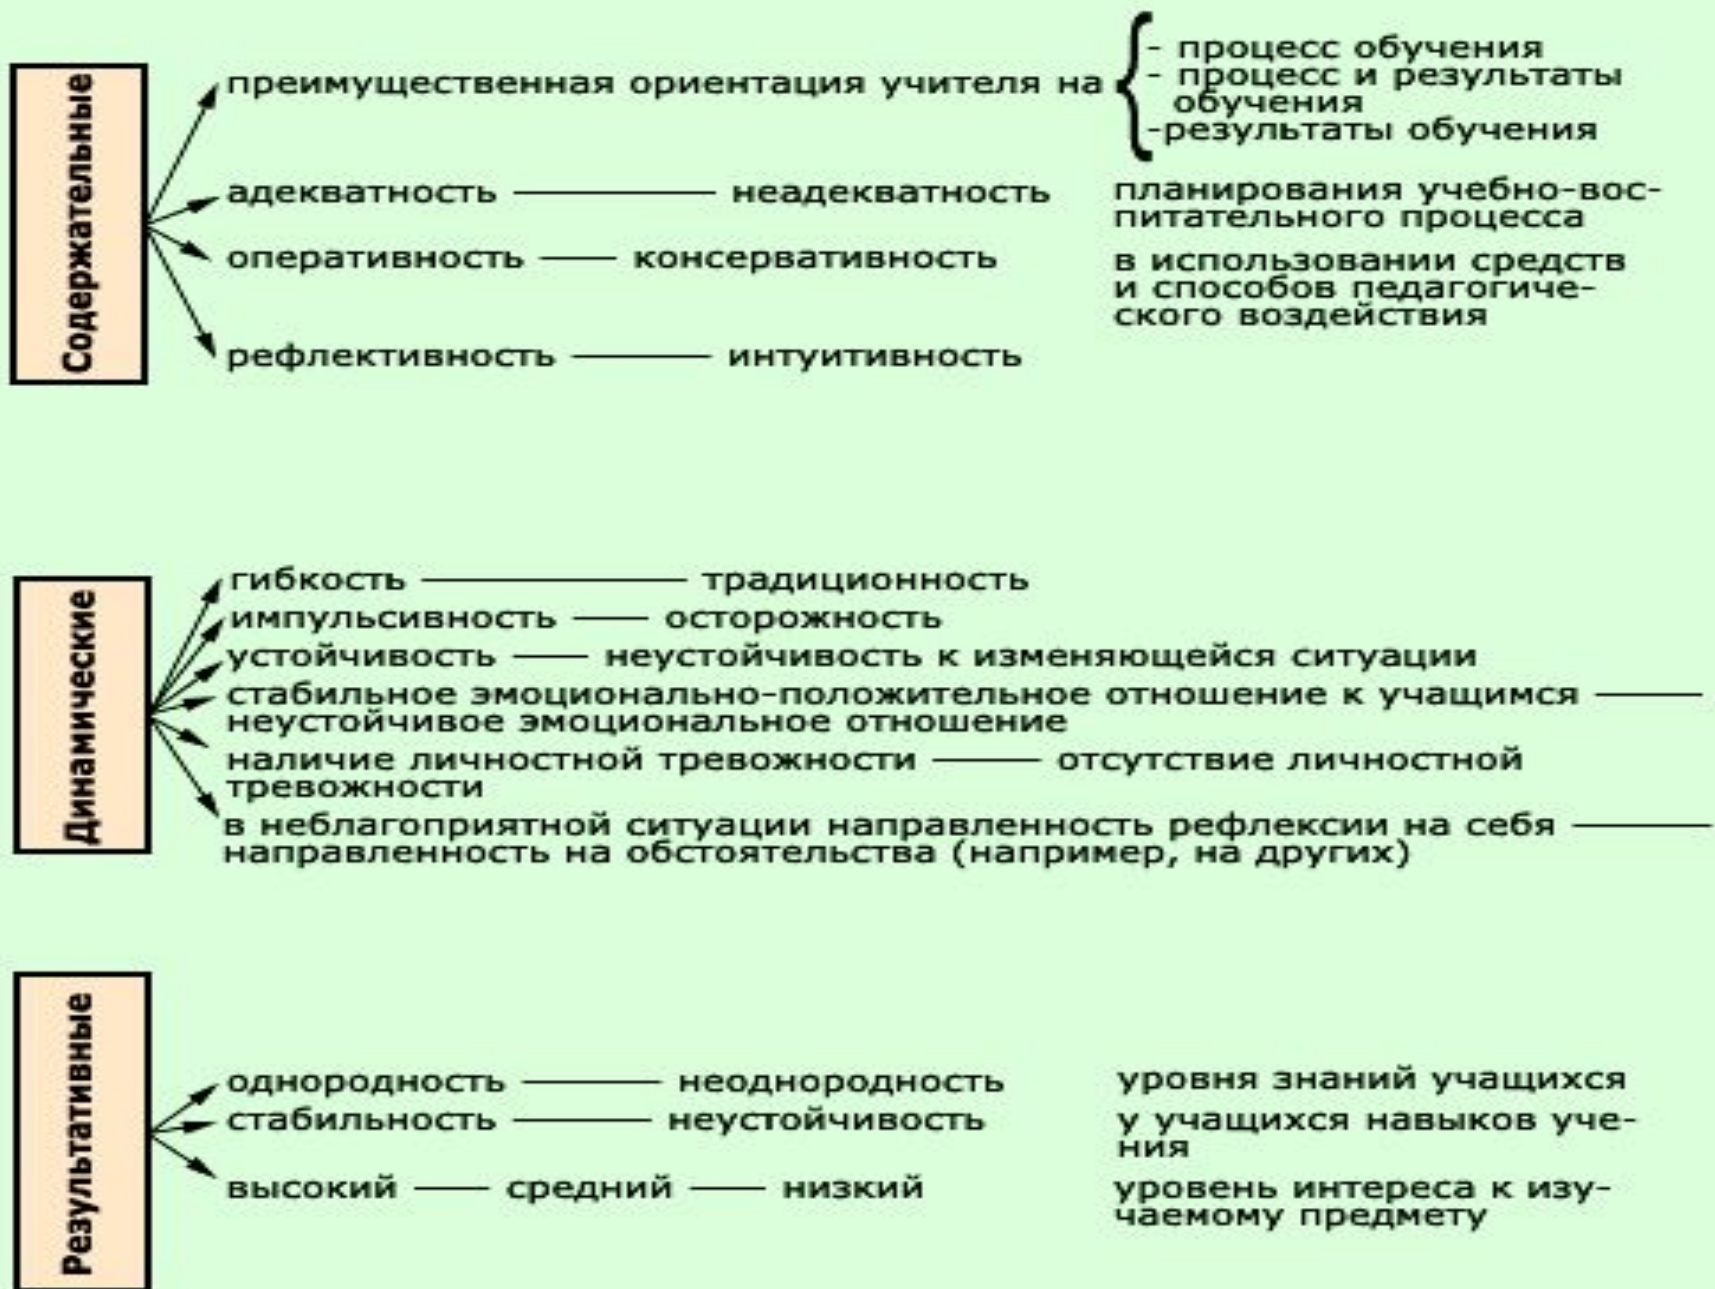 Содержательные
преимущественная ориентация учителя на
- процесс обучения
- процесс и результаты
обучения
-результаты обучения
адекватность неадекватность планирования учебно-вос-
питательного процесса
оперативность консервативность в использовании средств
и способов педагогиче-
ского воздействия
рефлективность интуитивность
Динамические
гибкость традиционность
импульсивность осторожность
устойчивость неустойчивость к изменяющейся ситуации
стабильное эмоционально-положительное отношение к учащимся
неустойчивое эмоциональное отношение
наличие личностной тревожности отсутствие личностной
тревожности
в неблагоприятной ситуации направленность рефлексии на себя
направленность на обстоятельства (например, на других)
Результативные
однородность неоднородность уровня знаний учащихся
стабильность неустойчивость у учащихся навыков уче-
ния
высокий средний низкий уровень интереса к изу-
чаемому предмету